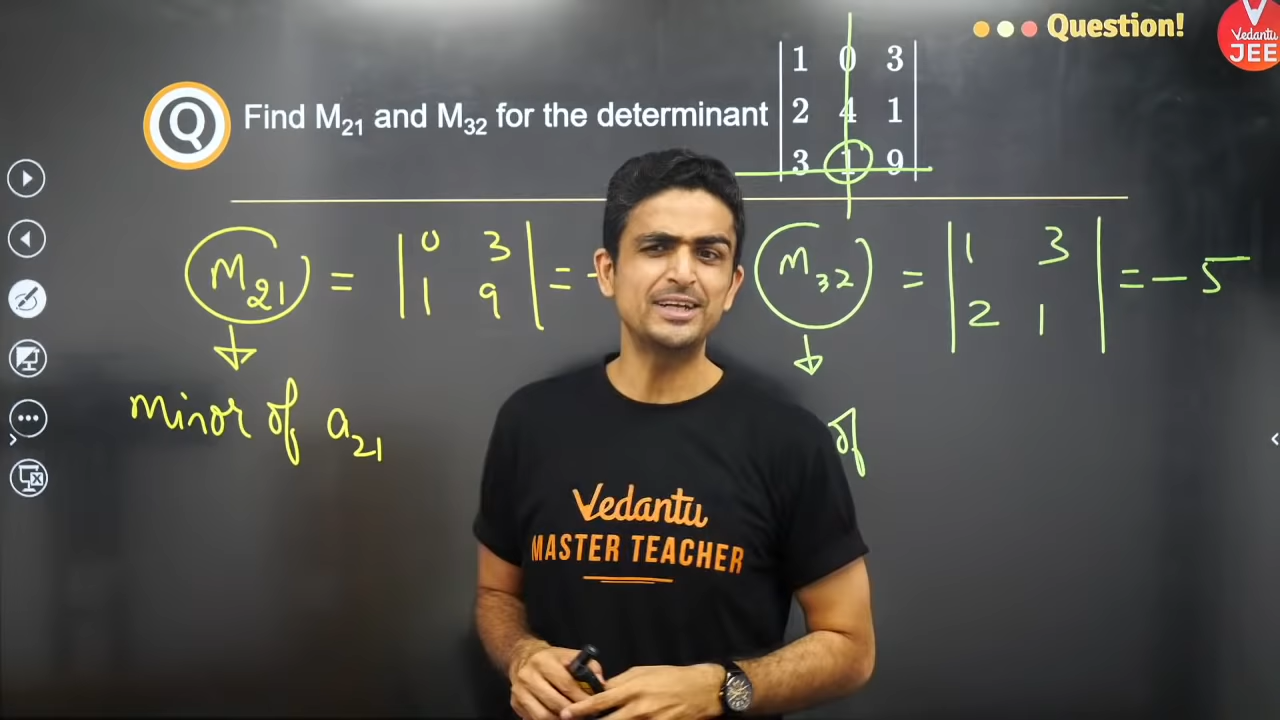 Question!
Vedantu
JEE
Q Find M21 and M32 for the determinant
1 0 3
2 4 1
3 1 9
M21 = | 0 3 | = -
| 1 9 |
M32 = | 1 3 | = -5
| 2 1 |
minor of a21
of
Vedantu
MASTER TEACHER